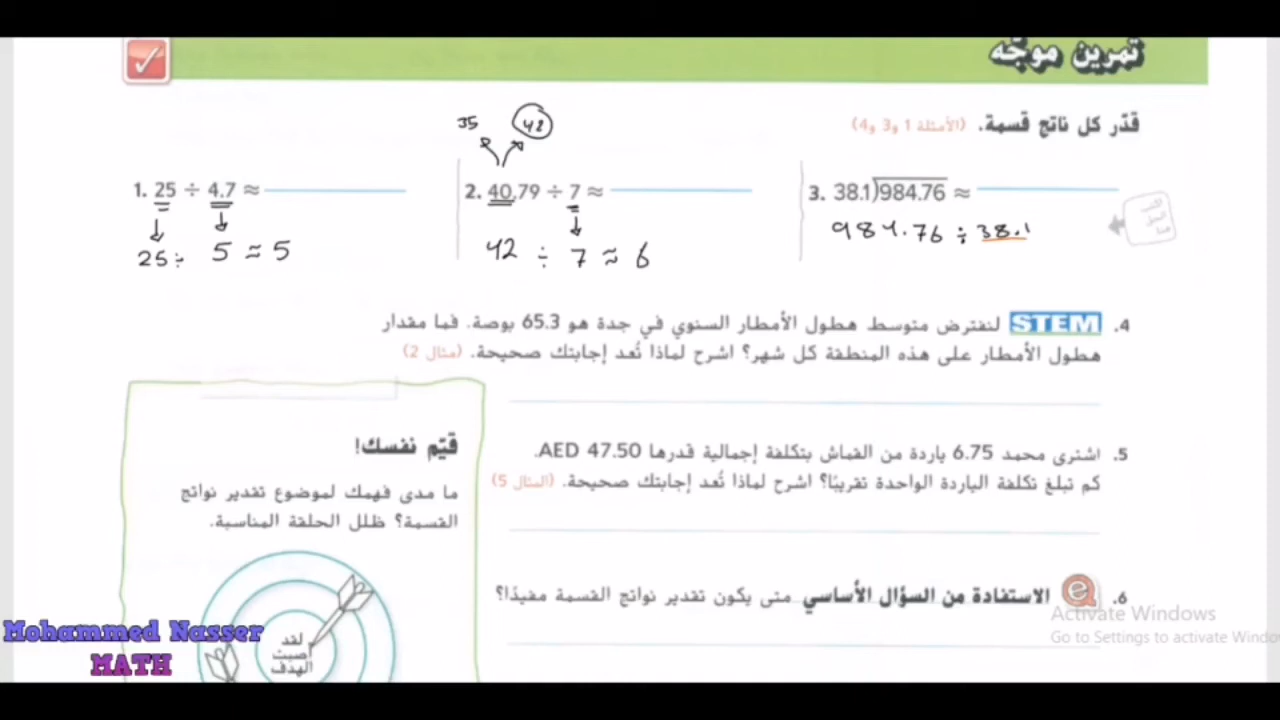 تمرين موجّه
قدّر كل ناتج قسمة. (الأمثلة 1 و3 و4)
35 42
1. 25 ÷ 4.7 ≈
2. 40.79 ÷ 7 ≈
3. 38.1)984.76 ≈
25 ÷ 5 ≈ 5
42 ÷ 7 ≈ 6
984.76 ÷ 38.1
اكتب
الحل
هنا
4. STEM لنفترض متوسط هطول الأمطار السنوي في جدة هو 65.3 بوصة. فما مقدار
هطول الأمطار على هذه المنطقة كل شهر؟ اشرح لماذا تُعد إجابتك صحيحة. (مثال 2)
5. اشترى محمد 6.75 ياردة من القماش بتكلفة إجمالية قدرها AED 47.50.
كم تبلغ تكلفة الياردة الواحدة تقريبًا؟ اشرح لماذا تُعد إجابتك صحيحة. (المثال 5)
6. الاستفادة من السؤال الأساسي متى يكون تقدير نواتج القسمة مفيدًا؟
قيّم نفسك!
ما مدى فهمك لموضوع تقدير نواتج
القسمة؟ ظلل الحلقة المناسبة.
لقد
أصبت
الهدف
Activate Windows
Go to Settings to activate Windo
Mohammed Nasser
MATH